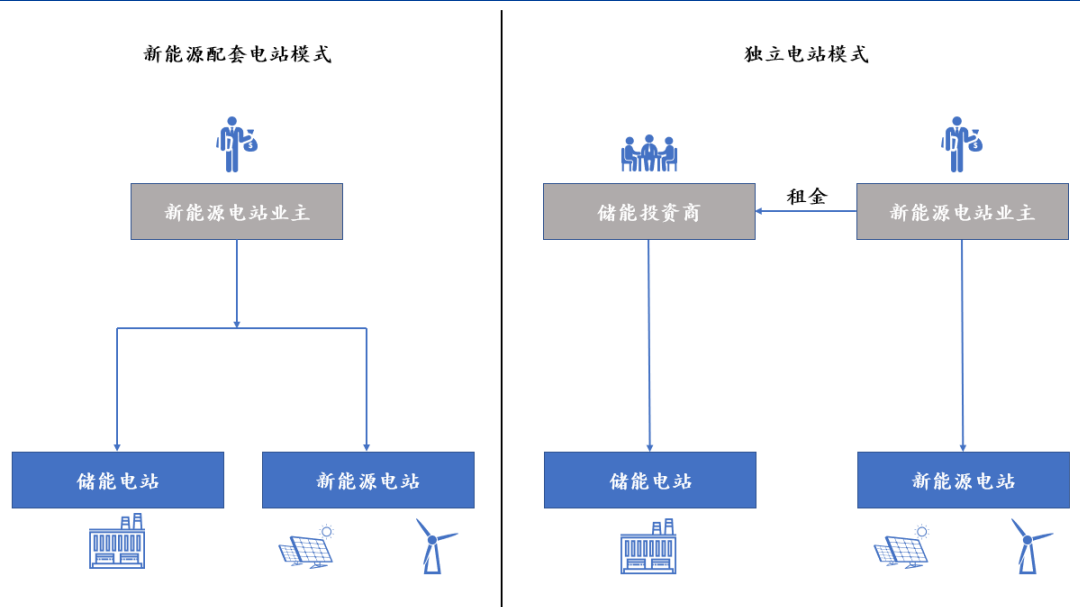 新能源配套电站模式
新能源电站业主
储能电站
新能源电站
独立电站模式
储能投资商
租金
新能源电站业主
储能电站
新能源电站